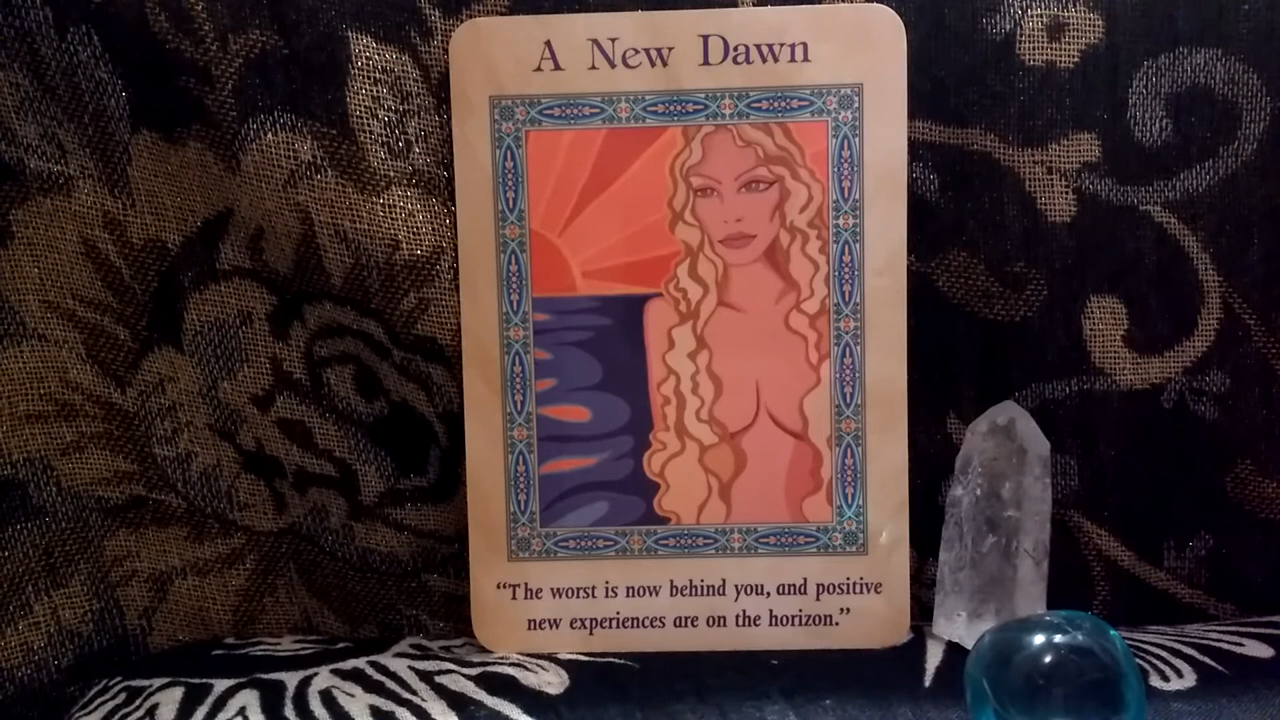 A New Dawn
“The worst is now behind you, and positive
new experiences are on the horizon.”